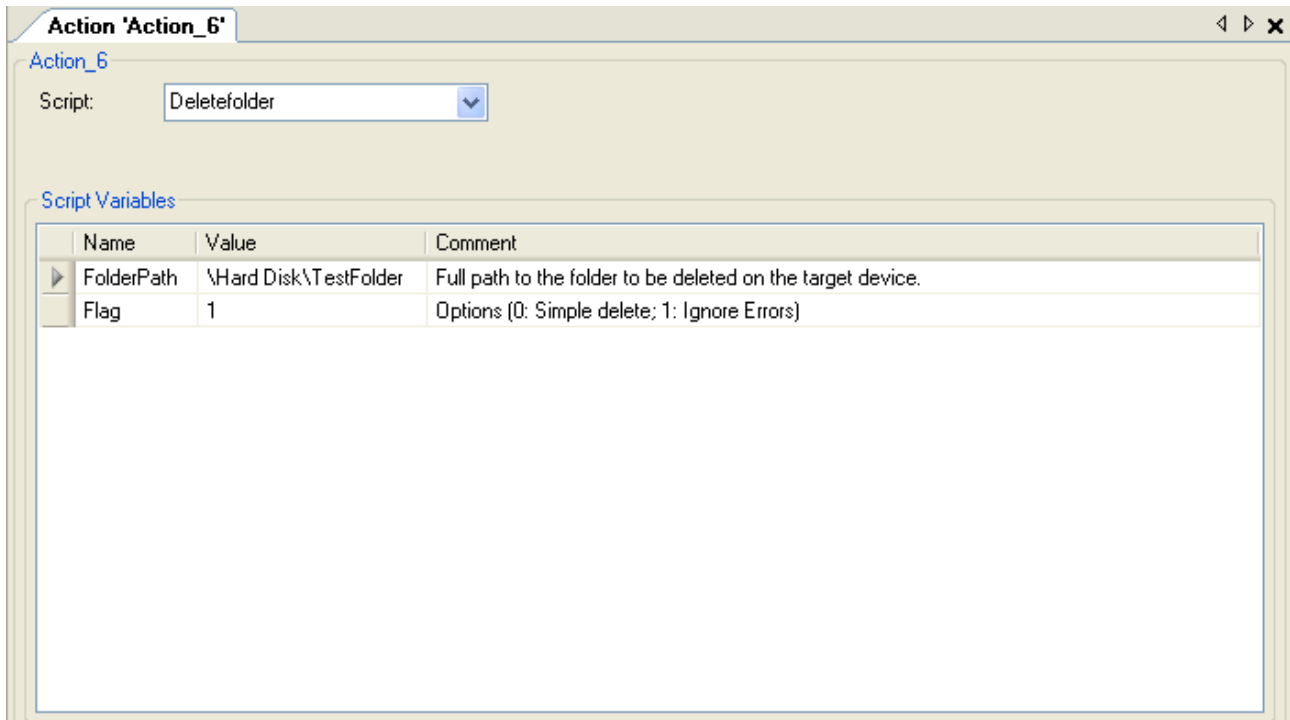 Action 'Action_6'
Action_6
Script: Deletefolder
Script Variables
Name Value Comment
FolderPath \Hard Disk\TestFolder Full path to the folder to be deleted on the target device.
Flag 1 Options (0: Simple delete; 1: Ignore Errors)